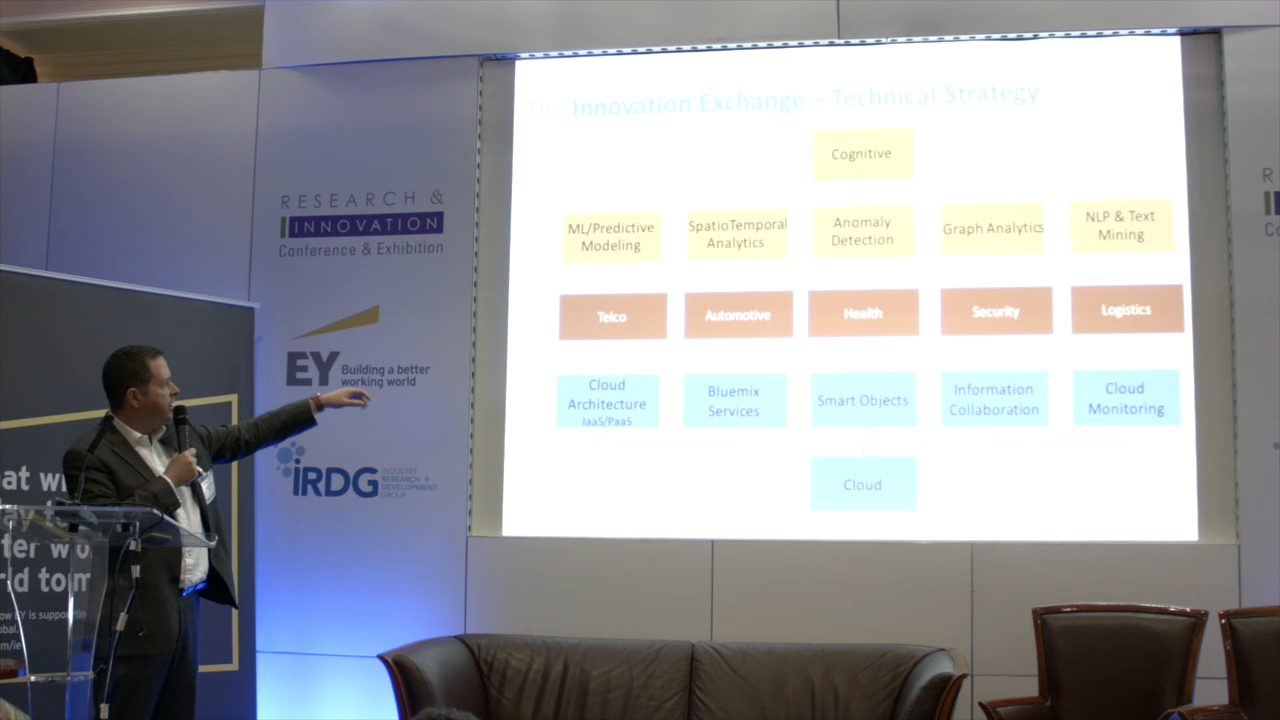 The Innovation Exchange – Technical Strategy
Cognitive
ML/Predictive
Modeling
SpatioTemporal
Analytics
Anomaly
Detection
Graph Analytics
NLP & Text
Mining
Telco
Automotive
Health
Security
Logistics
Cloud
Architecture
IaaS/PaaS
Bluemix
Services
Smart Objects
Information
Collaboration
Cloud
Monitoring
Cloud
RESEARCH &
INNOVATION
Conference & Exhibition
EY
Building a better
working world
iRDG
INDUSTRY
RESEARCH +
DEVELOPMENT
GROUP